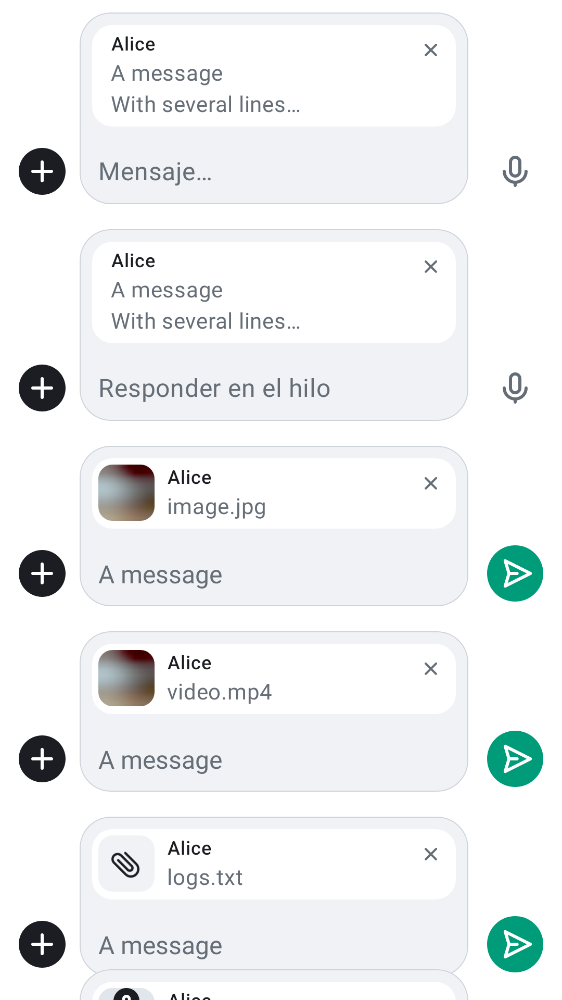 Alice
A message
With several lines…
Mensaje…
Alice
A message
With several lines…
Responder en el hilo
Alice
image.jpg
A message
Alice
video.mp4
A message
Alice
logs.txt
A message
Alice